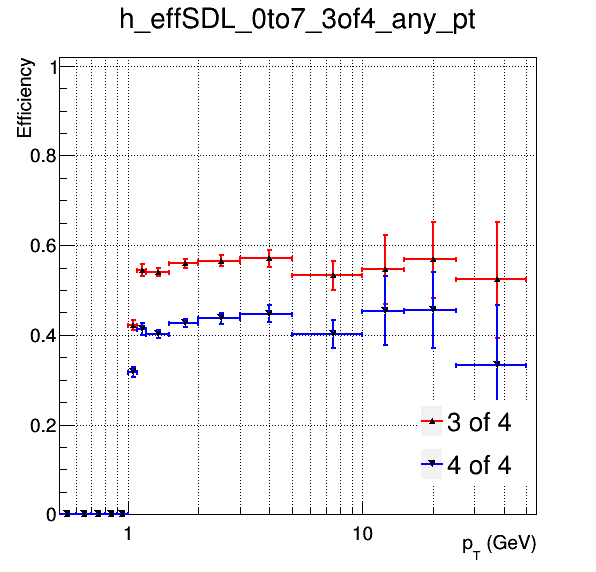 h_effSDL_0to7_3of4_any_pt
Efficiency
1
0.8
0.6
0.4
0.2
0
3 of 4
4 of 4
1
10
p_T (GeV)